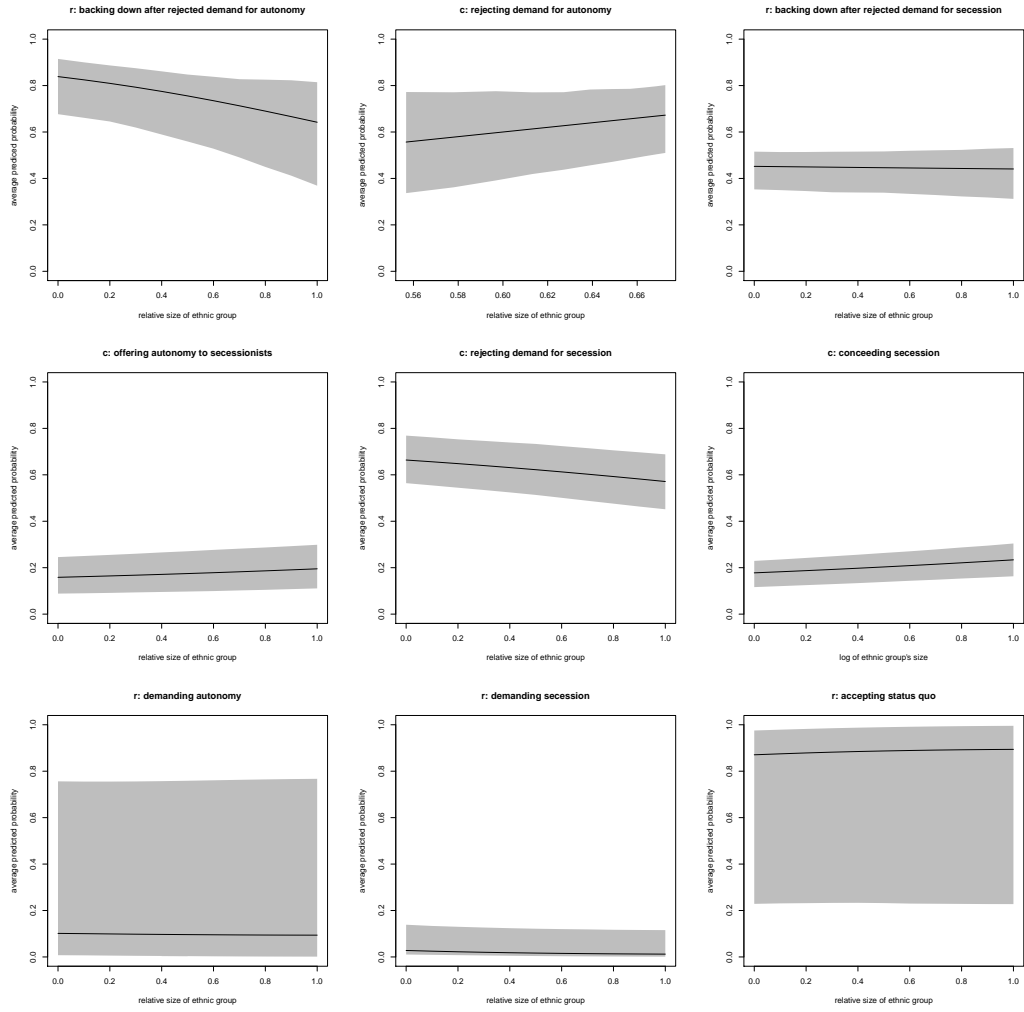 r: backing down after rejected demand for autonomy
c: rejecting demand for autonomy
r: backing down after rejected demand for secession
average predicted probability
0.0 0.2 0.4 0.6 0.8 1.0
0.0 0.2 0.4 0.6 0.8 1.0
relative size of ethnic group
average predicted probability
0.0 0.2 0.4 0.6 0.8 1.0
0.56 0.58 0.60 0.62 0.64 0.66
relative size of ethnic group
average predicted probability
0.0 0.2 0.4 0.6 0.8 1.0
0.0 0.2 0.4 0.6 0.8 1.0
relative size of ethnic group
c: offering autonomy to secessionists
c: rejecting demand for secession
c: conceeding secession
average predicted probability
0.0 0.2 0.4 0.6 0.8 1.0
0.0 0.2 0.4 0.6 0.8 1.0
relative size of ethnic group
average predicted probability
0.0 0.2 0.4 0.6 0.8 1.0
0.0 0.2 0.4 0.6 0.8 1.0
relative size of ethnic group
average predicted probability
0.0 0.2 0.4 0.6 0.8 1.0
0.0 0.2 0.4 0.6 0.8 1.0
log of ethnic group's size
r: demanding autonomy
r: demanding secession
r: accepting status quo
average predicted probability
0.0 0.2 0.4 0.6 0.8 1.0
0.0 0.2 0.4 0.6 0.8 1.0
relative size of ethnic group
average predicted probability
0.0 0.2 0.4 0.6 0.8 1.0
0.0 0.2 0.4 0.6 0.8 1.0
relative size of ethnic group
average predicted probability
0.0 0.2 0.4 0.6 0.8 1.0
0.0 0.2 0.4 0.6 0.8 1.0
relative size of ethnic group